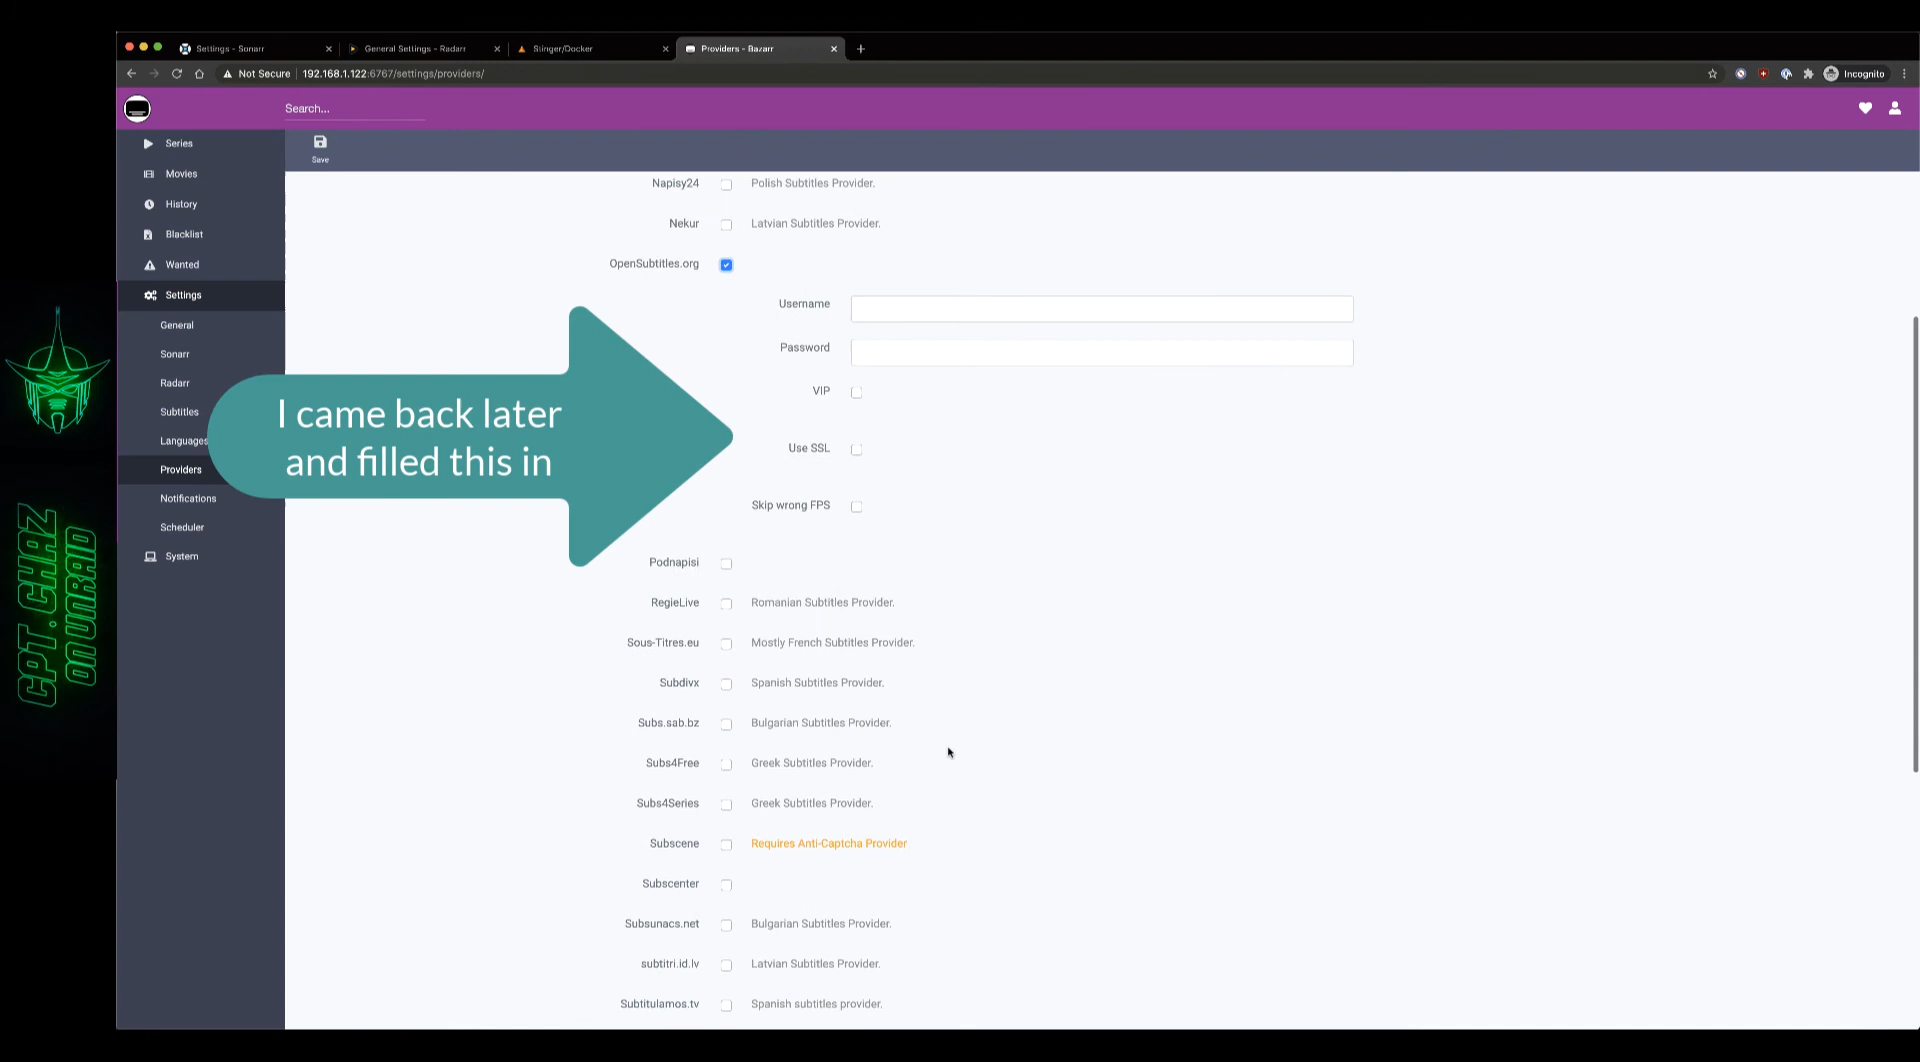 Settings - Sonarr
General Settings - Radarr
Stinger/Docker
Providers - Bazarr
Not Secure
192.168.1.122:6767/settings/providers/
Incognito
Search...
Save
Series
Movies
History
Blacklist
Wanted
Settings
General
Sonarr
Radarr
Subtitles
Languages
Providers
Notifications
Scheduler
System
Napisy24
Polish Subtitles Provider.
Nekur
Latvian Subtitles Provider.
OpenSubtitles.org
Username
Password
VIP
Use SSL
Skip wrong FPS
I came back later
and filled this in
Podnapisi
RegieLive
Romanian Subtitles Provider.
Sous-Titres.eu
Mostly French Subtitles Provider.
Subdivx
Spanish Subtitles Provider.
Subs.sab.bz
Bulgarian Subtitles Provider.
Subs4Free
Greek Subtitles Provider.
Subs4Series
Greek Subtitles Provider.
Subscene
Requires Anti-Captcha Provider
Subscenter
Subsunacs.net
Bulgarian Subtitles Provider.
subtitri.id.lv
Latvian Subtitles Provider.
Subtitulamos.tv
Spanish subtitles provider.
CPT.CHAZ
ON UNRAID